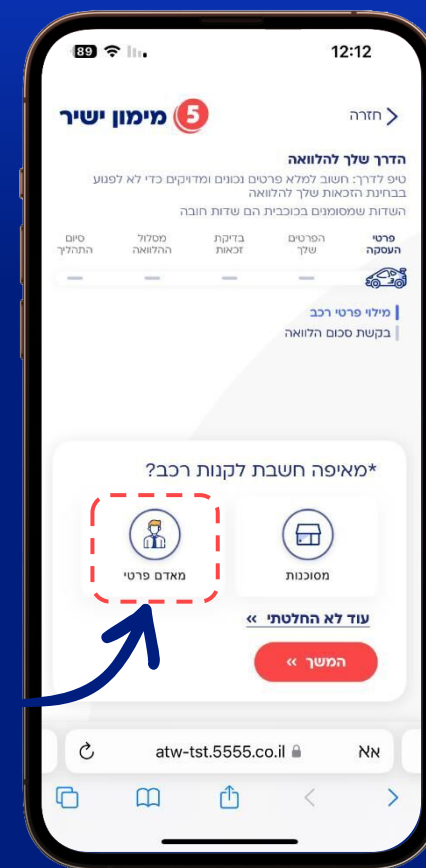 89
12:12
חזרה
5 מימון ישיר
הדרך שלך להלוואה
טיפ לדרך: חשוב למלא פרטים נכונים ומדויקים כדי לא לפגוע
בבחינת הזכאות שלך להלוואה
השדות שמסומנים בכוכבית הם שדות חובה
פרטי העסקה
הפרטים שלך
בדיקת זכאות
מסלול ההלוואה
סיום התהליך
מילוי פרטי רכב
בקשת סכום הלוואה
*מאיפה חשבת לקנות רכב?
מסוכנות
מאדם פרטי
עוד לא החלטתי »
המשך »
atw-tst.5555.co.il
אא